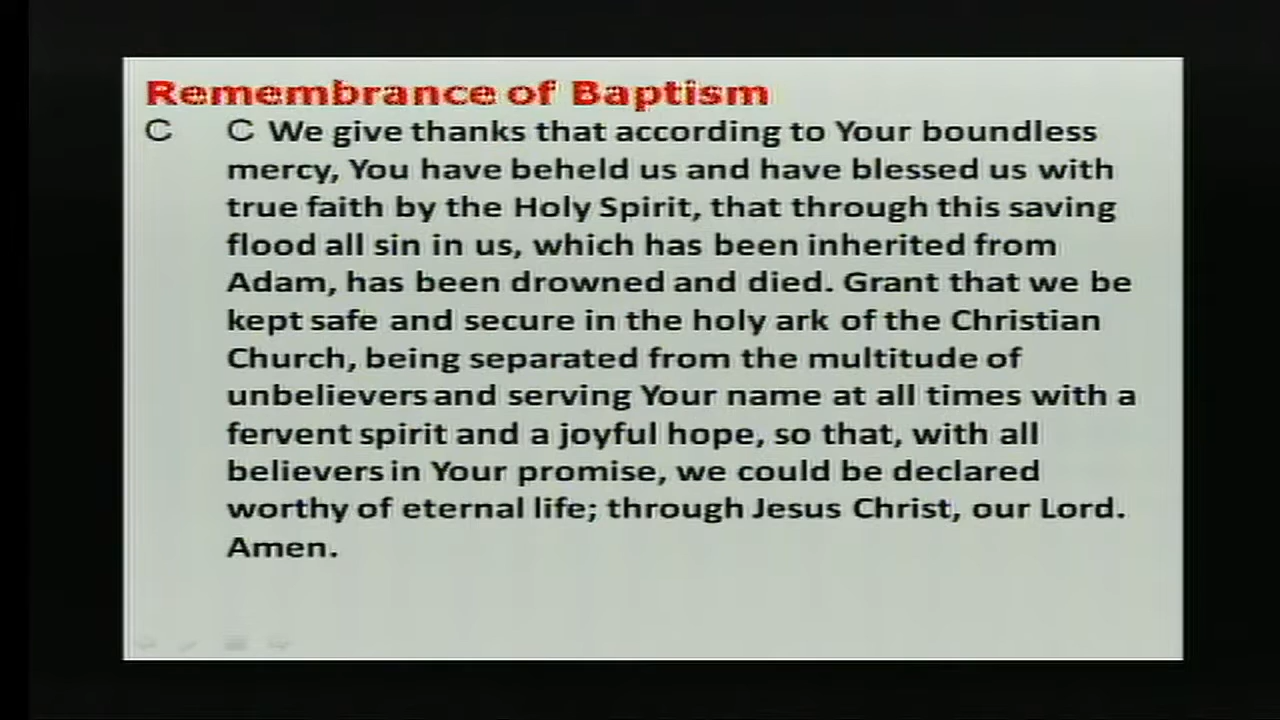 Remembrance of Baptism
C C We give thanks that according to Your boundless
mercy, You have beheld us and have blessed us with
true faith by the Holy Spirit, that through this saving
flood all sin in us, which has been inherited from
Adam, has been drowned and died. Grant that we be
kept safe and secure in the holy ark of the Christian
Church, being separated from the multitude of
unbelievers and serving Your name at all times with a
fervent spirit and a joyful hope, so that, with all
believers in Your promise, we could be declared
worthy of eternal life; through Jesus Christ, our Lord.
Amen.